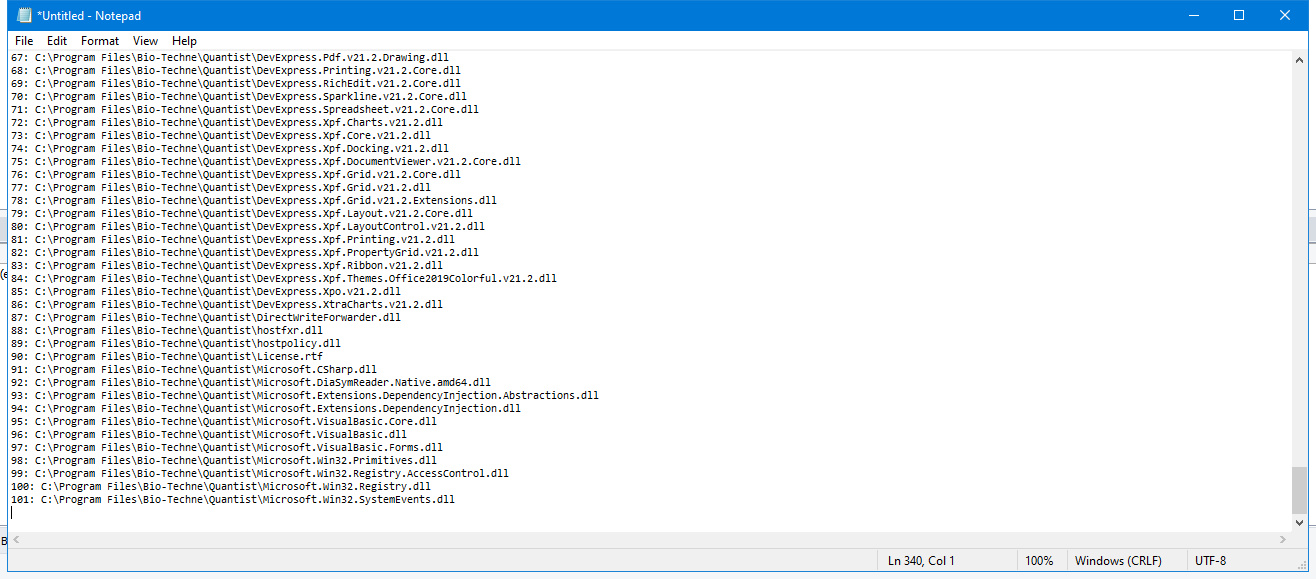 *Untitled - Notepad
File Edit Format View Help
67: C:\Program Files\Bio-Techne\Quantist\DevExpress.Pdf.v21.2.Drawing.dll
68: C:\Program Files\Bio-Techne\Quantist\DevExpress.Printing.v21.2.Core.dll
69: C:\Program Files\Bio-Techne\Quantist\DevExpress.RichEdit.v21.2.Core.dll
70: C:\Program Files\Bio-Techne\Quantist\DevExpress.Sparkline.v21.2.Core.dll
71: C:\Program Files\Bio-Techne\Quantist\DevExpress.Spreadsheet.v21.2.Core.dll
72: C:\Program Files\Bio-Techne\Quantist\DevExpress.Xpf.Charts.v21.2.dll
73: C:\Program Files\Bio-Techne\Quantist\DevExpress.Xpf.Core.v21.2.dll
74: C:\Program Files\Bio-Techne\Quantist\DevExpress.Xpf.Docking.v21.2.dll
75: C:\Program Files\Bio-Techne\Quantist\DevExpress.Xpf.DocumentViewer.v21.2.Core.dll
76: C:\Program Files\Bio-Techne\Quantist\DevExpress.Xpf.Grid.v21.2.Core.dll
77: C:\Program Files\Bio-Techne\Quantist\DevExpress.Xpf.Grid.v21.2.dll
78: C:\Program Files\Bio-Techne\Quantist\DevExpress.Xpf.Grid.v21.2.Extensions.dll
79: C:\Program Files\Bio-Techne\Quantist\DevExpress.Xpf.Layout.v21.2.Core.dll
80: C:\Program Files\Bio-Techne\Quantist\DevExpress.Xpf.LayoutControl.v21.2.dll
81: C:\Program Files\Bio-Techne\Quantist\DevExpress.Xpf.Printing.v21.2.dll
82: C:\Program Files\Bio-Techne\Quantist\DevExpress.Xpf.PropertyGrid.v21.2.dll
83: C:\Program Files\Bio-Techne\Quantist\DevExpress.Xpf.Ribbon.v21.2.dll
84: C:\Program Files\Bio-Techne\Quantist\DevExpress.Xpf.Themes.Office2019Colorful.v21.2.dll
85: C:\Program Files\Bio-Techne\Quantist\DevExpress.Xpo.v21.2.dll
86: C:\Program Files\Bio-Techne\Quantist\DevExpress.XtraCharts.v21.2.dll
87: C:\Program Files\Bio-Techne\Quantist\DirectWriteForwarder.dll
88: C:\Program Files\Bio-Techne\Quantist\hostfxr.dll
89: C:\Program Files\Bio-Techne\Quantist\hostpolicy.dll
90: C:\Program Files\Bio-Techne\Quantist\License.rtf
91: C:\Program Files\Bio-Techne\Quantist\Microsoft.CSharp.dll
92: C:\Program Files\Bio-Techne\Quantist\Microsoft.DiaSymReader.Native.amd64.dll
93: C:\Program Files\Bio-Techne\Quantist\Microsoft.Extensions.DependencyInjection.Abstractions.dll
94: C:\Program Files\Bio-Techne\Quantist\Microsoft.Extensions.DependencyInjection.dll
95: C:\Program Files\Bio-Techne\Quantist\Microsoft.VisualBasic.Core.dll
96: C:\Program Files\Bio-Techne\Quantist\Microsoft.VisualBasic.dll
97: C:\Program Files\Bio-Techne\Quantist\Microsoft.VisualBasic.Forms.dll
98: C:\Program Files\Bio-Techne\Quantist\Microsoft.Win32.Primitives.dll
99: C:\Program Files\Bio-Techne\Quantist\Microsoft.Win32.Registry.AccessControl.dll
100: C:\Program Files\Bio-Techne\Quantist\Microsoft.Win32.Registry.dll
101: C:\Program Files\Bio-Techne\Quantist\Microsoft.Win32.SystemEvents.dll
Ln 340, Col 1 100% Windows (CRLF) UTF-8